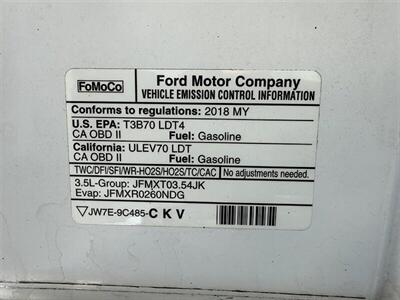 FoMoCo
Ford Motor Company
VEHICLE EMISSION CONTROL INFORMATION
Conforms to regulations: 2018 MY
U.S. EPA: T3B70 LDT4
CA OBD II Fuel: Gasoline
California: ULEV70 LDT
CA OBD II Fuel: Gasoline
TWC/DFI/SFI/WR-HO2S/HO2S/TC/CAC No adjustments needed.
3.5L-Group: JFMXT03.54JK
Evap: JFMXR0260NDG
JW7E-9C485-CKV